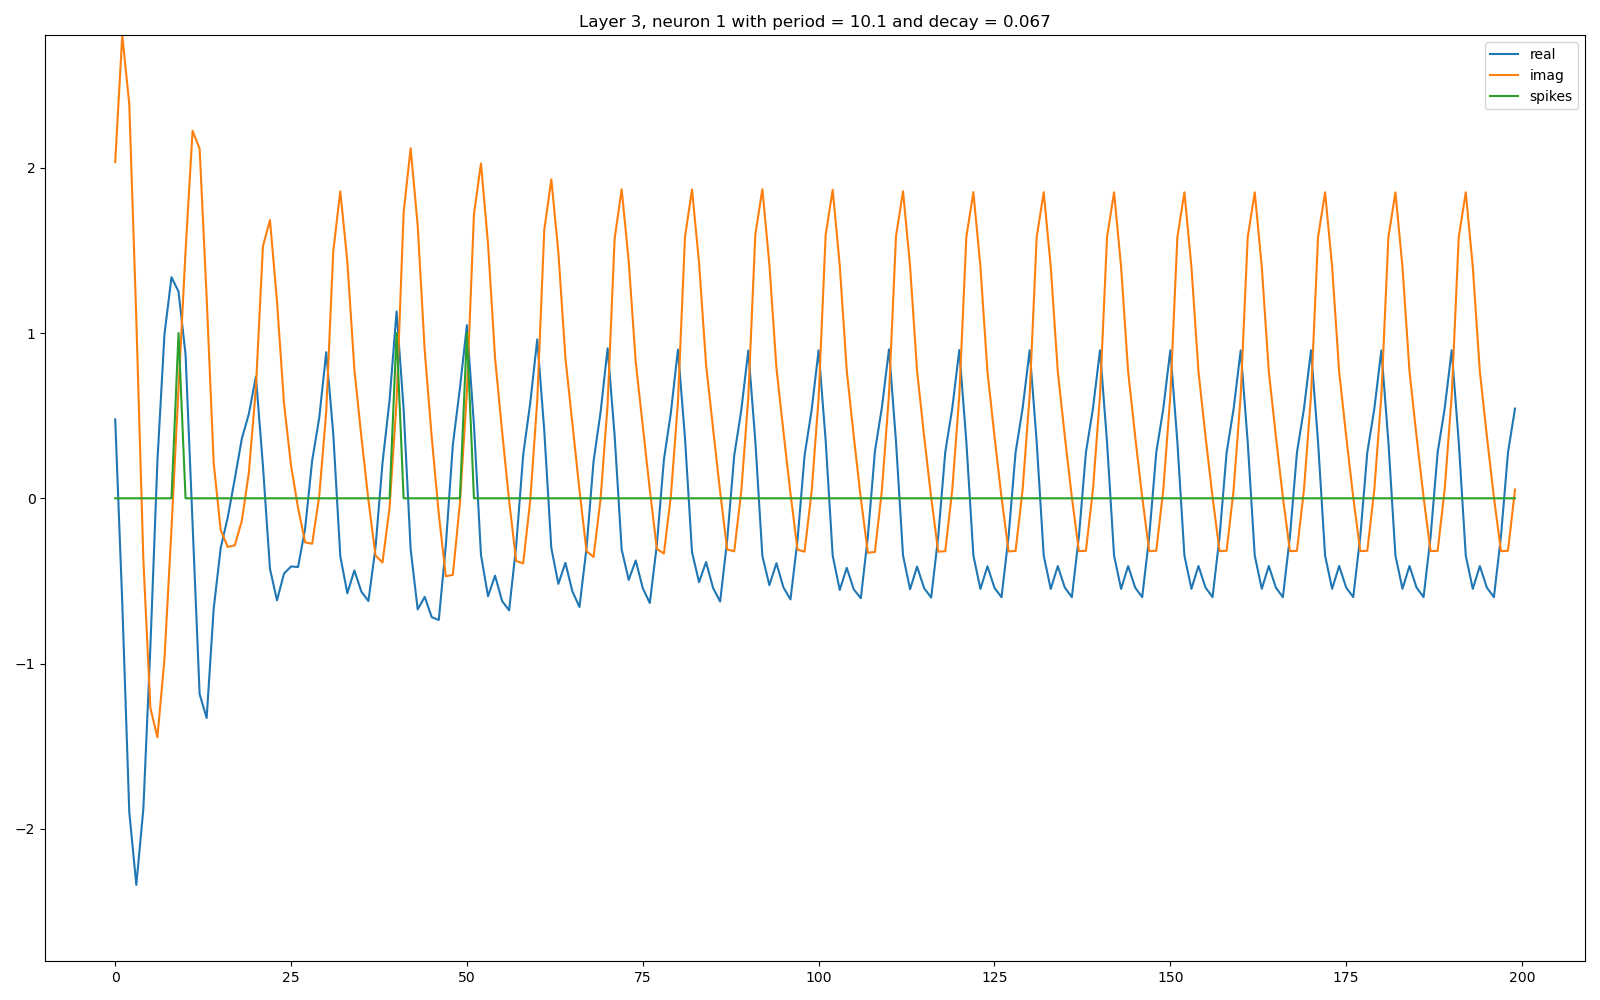 Layer 3, neuron 1 with period = 10.1 and decay = 0.067
real
imag
spikes
2
1
0
−1
−2
0 25 50 75 100 125 150 175 200